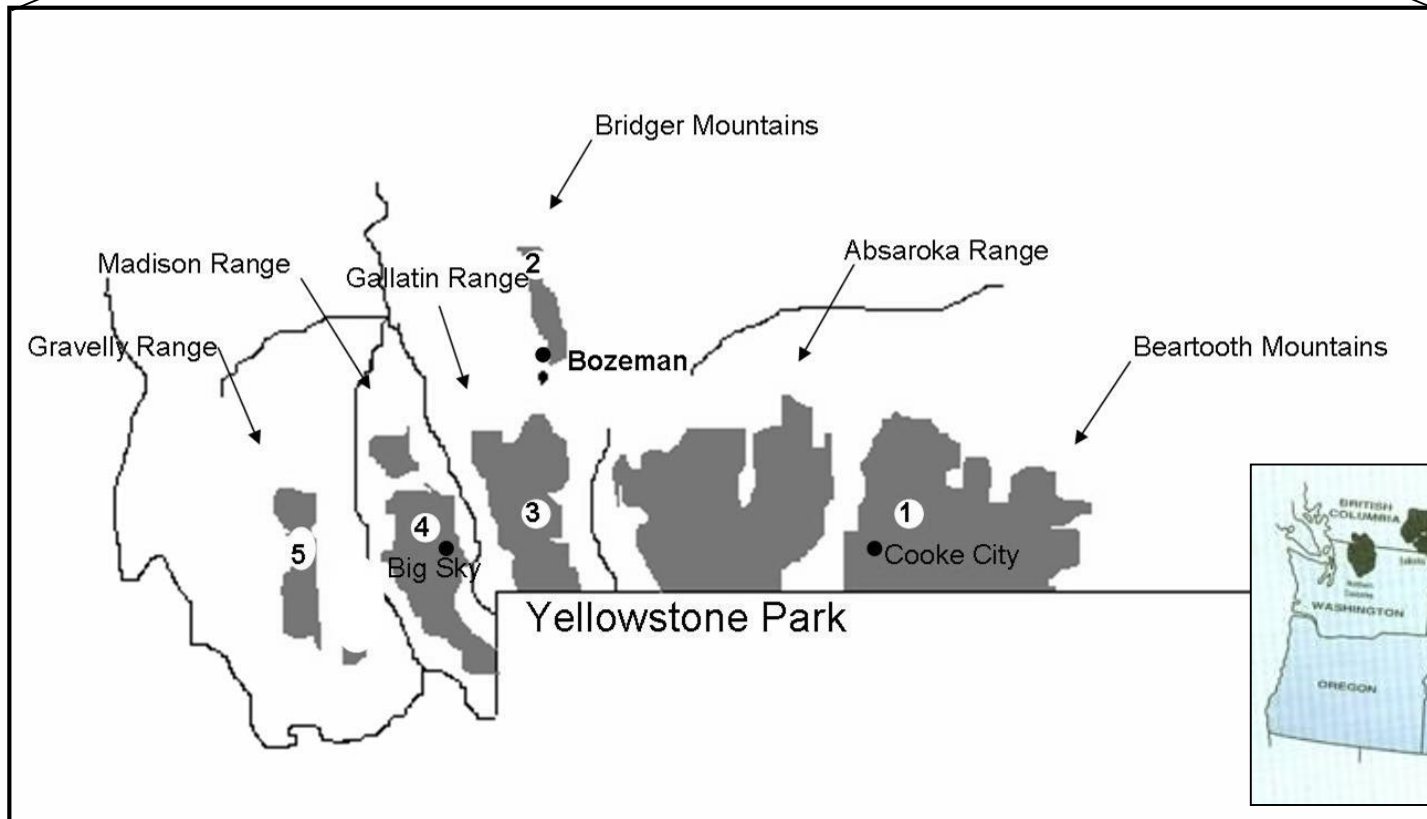 Bridger Mountains
Madison Range
Gallatin Range
2
Absaroka Range
Gravelly Range
Bozeman
Beartooth Mountains
5
4
Big Sky
3
1
Cooke City
Yellowstone Park
BRITISH
COLUMBIA
WASHINGTON
OREGON